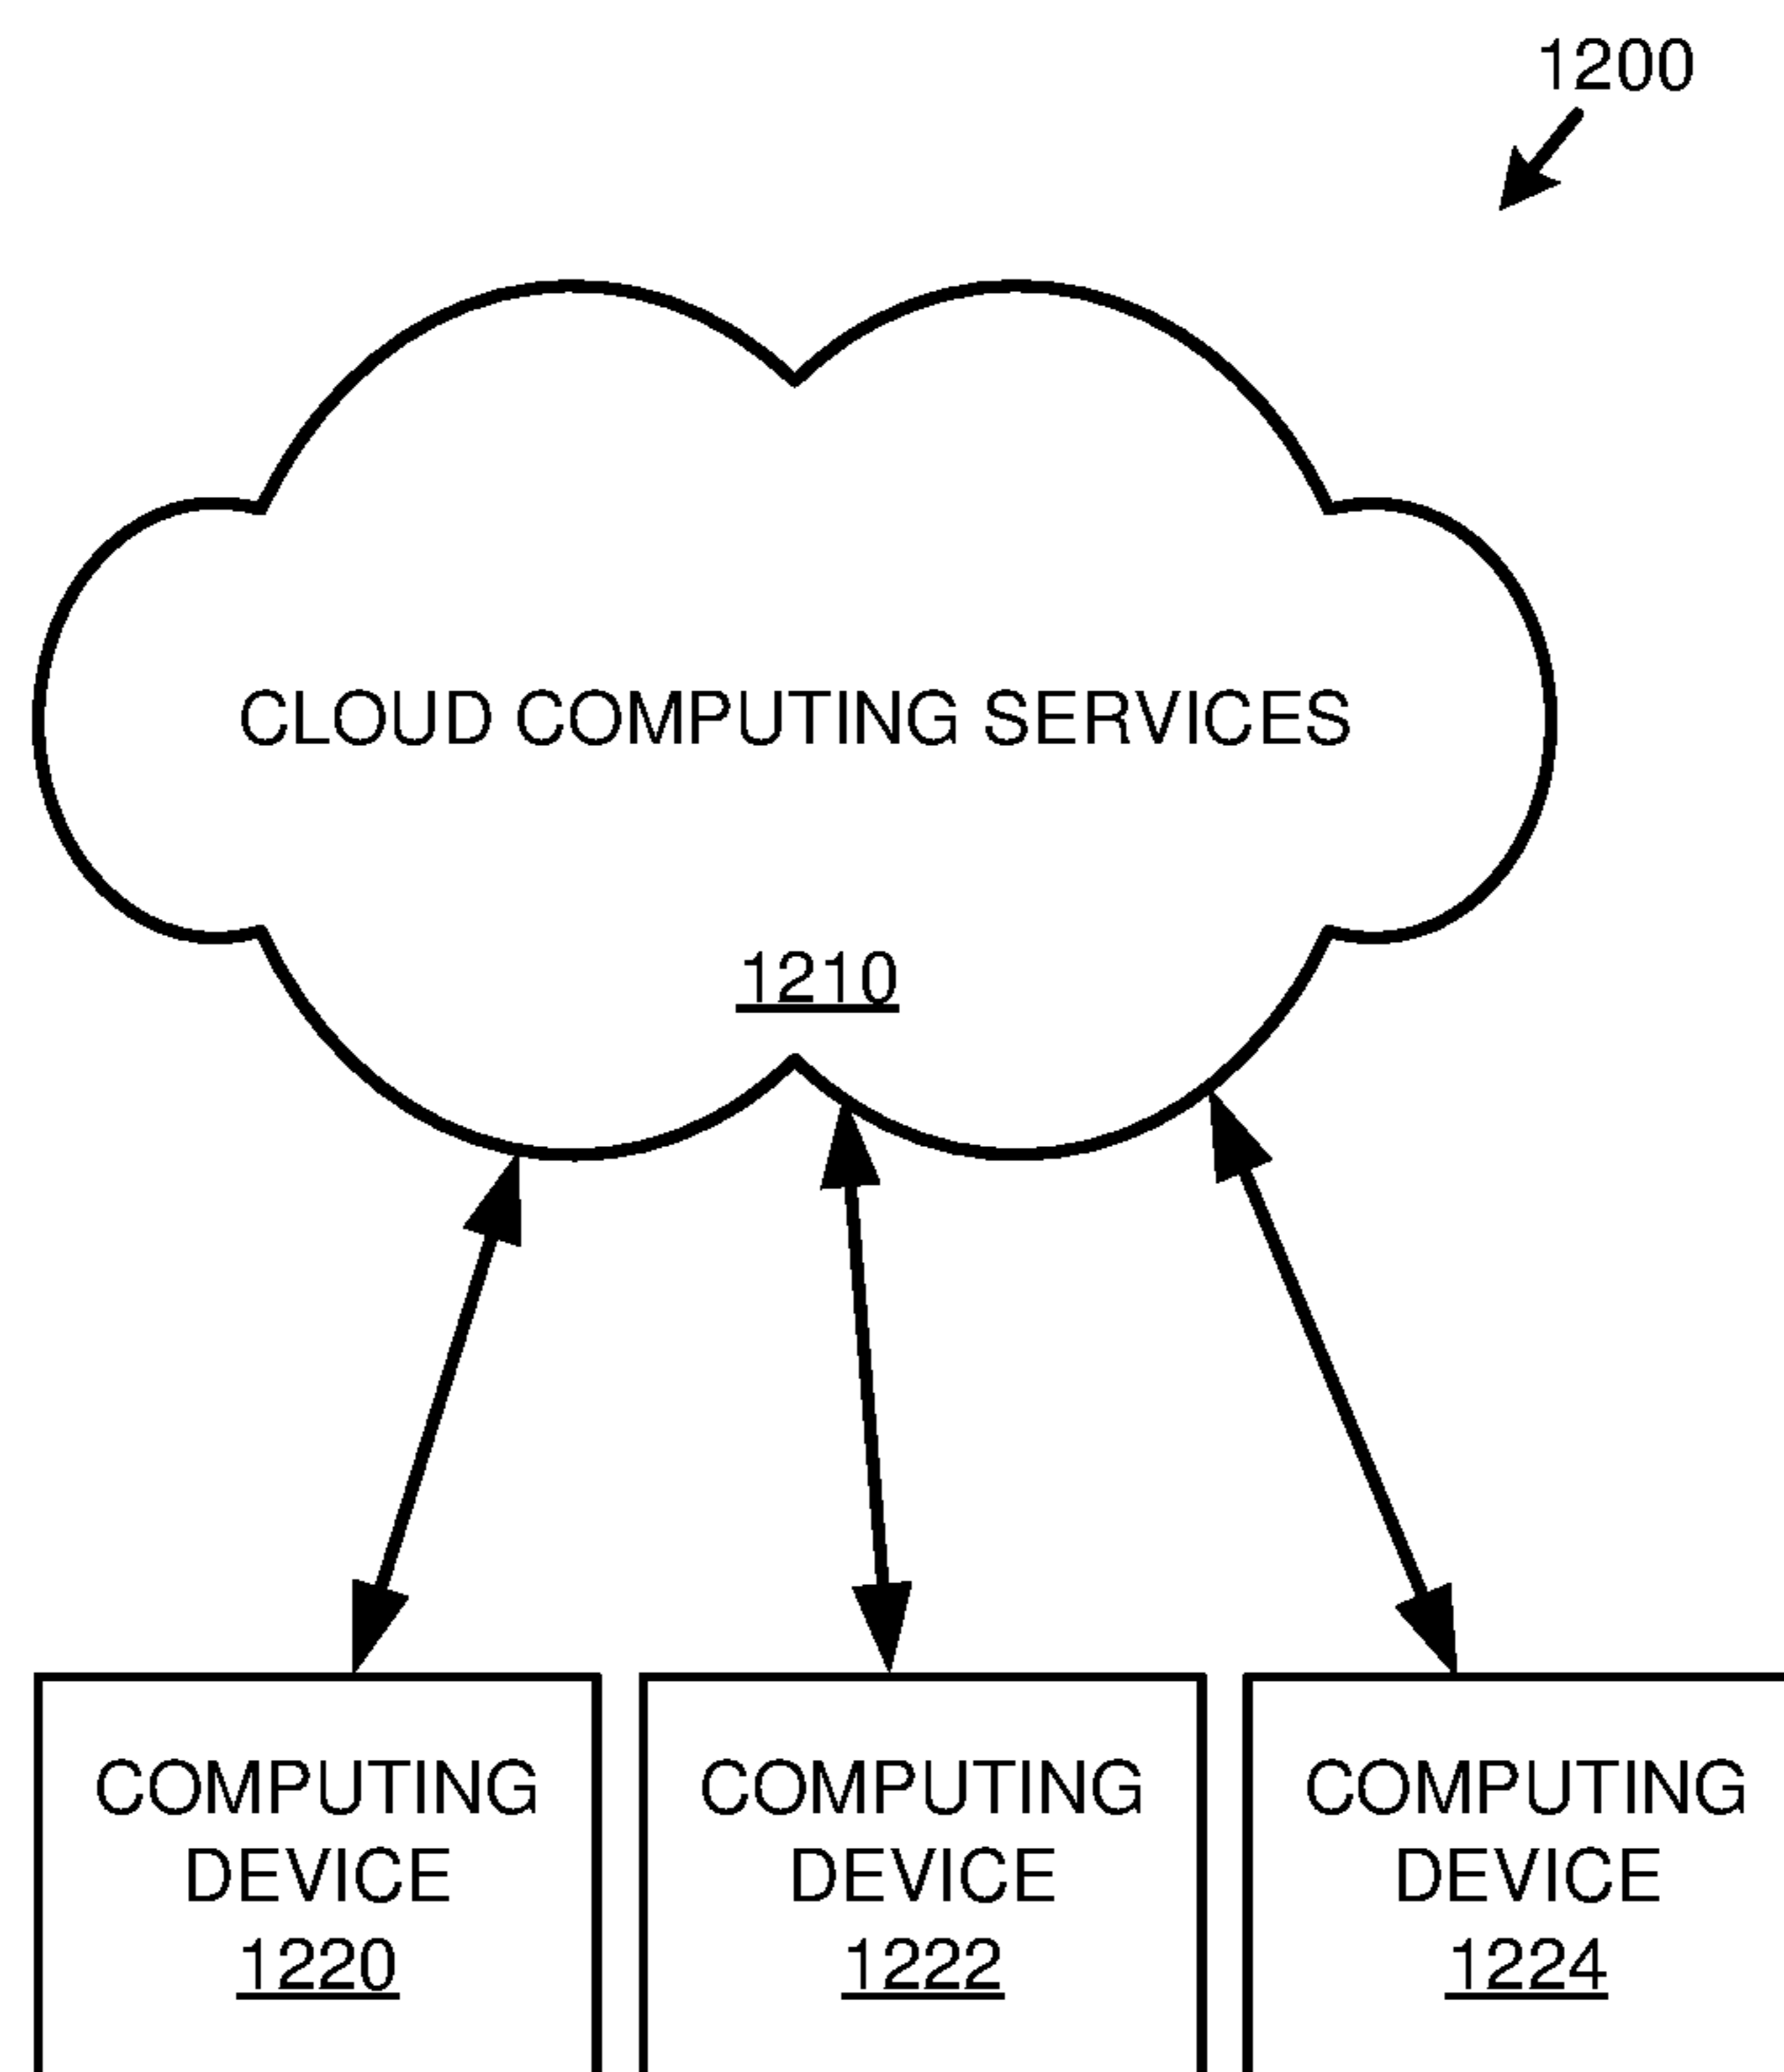 1200
CLOUD COMPUTING SERVICES
1210
COMPUTING
DEVICE
1220
COMPUTING
DEVICE
1222
COMPUTING
DEVICE
1224